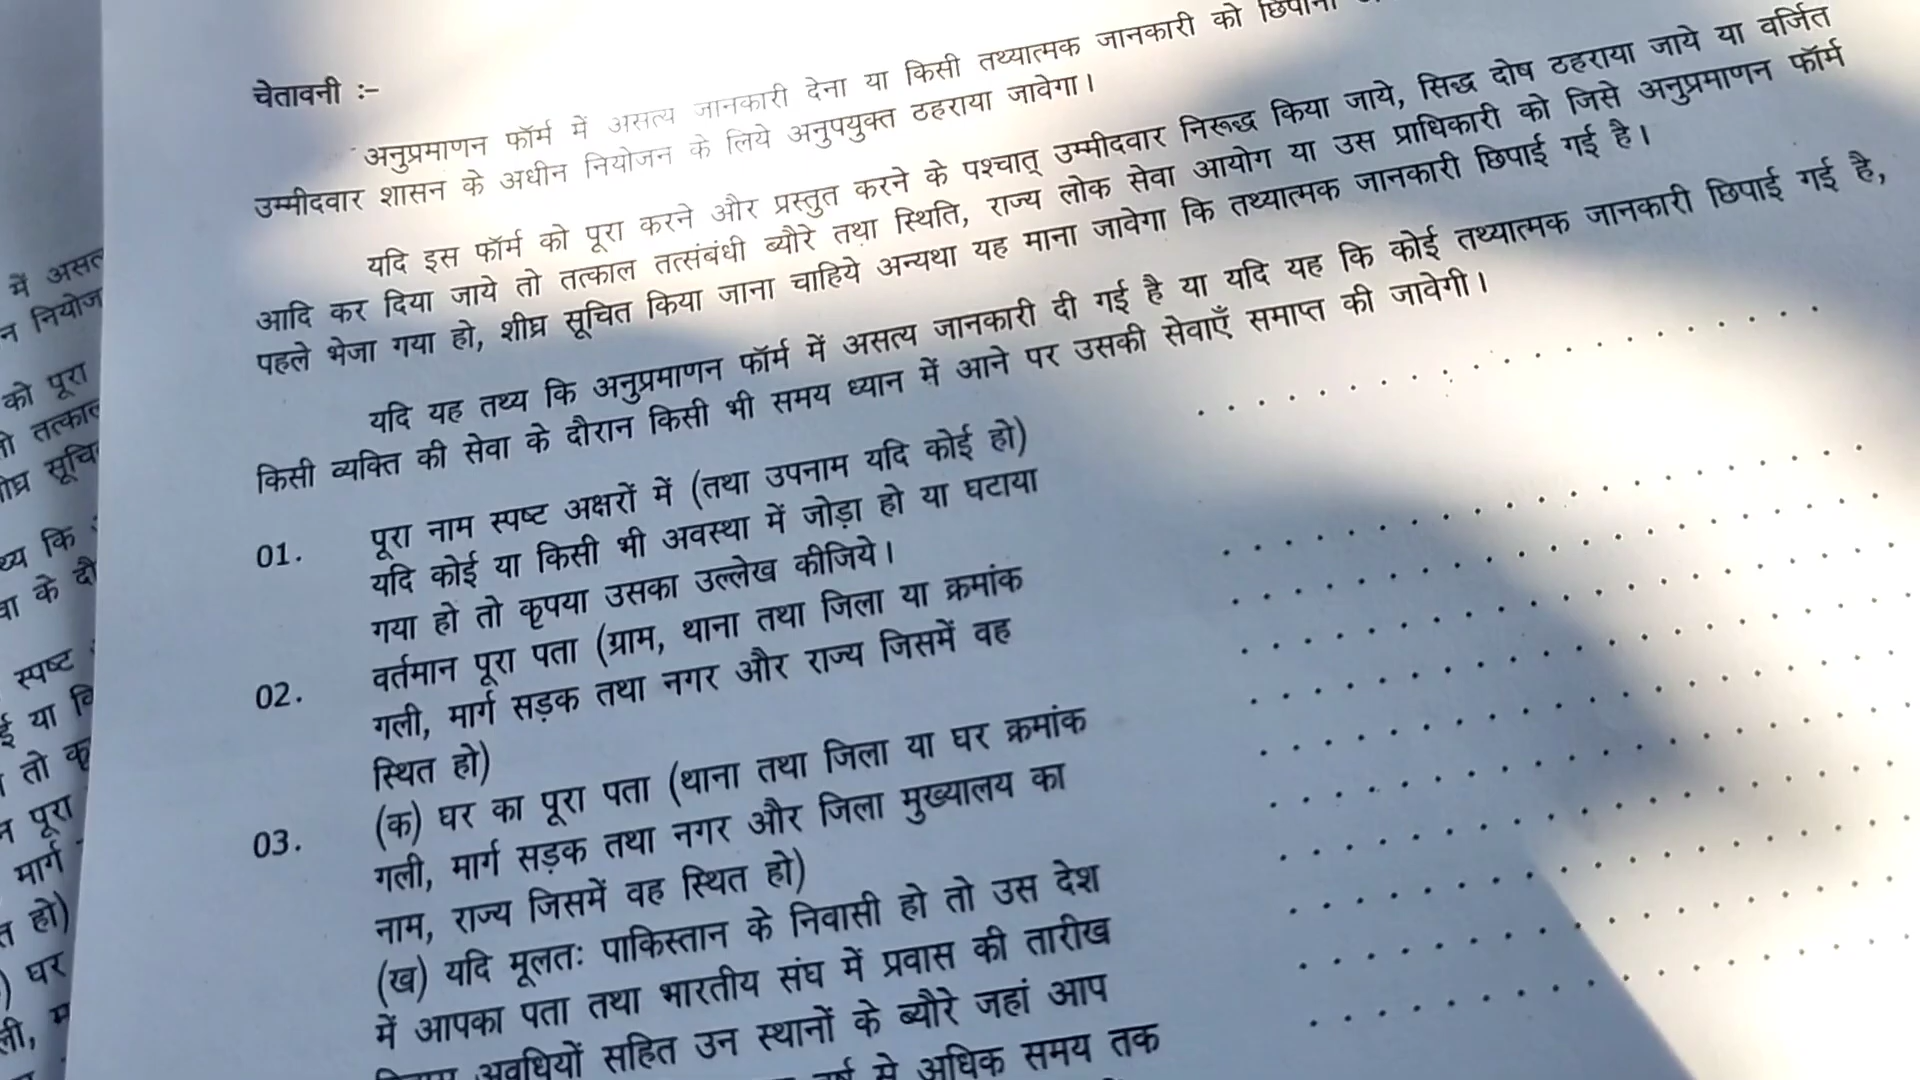 चेतावनी :-
अनुप्रमाणन फॉर्म में असत्य जानकारी देना या किसी तथ्यात्मक जानकारी को छिपाना
उम्मीदवार शासन के अधीन नियोजन के लिये अनुपयुक्त ठहराया जावेगा।
यदि इस फॉर्म को पूरा करने और प्रस्तुत करने के पश्चात् उम्मीदवार निरूद्ध किया जाये, सिद्ध दोष ठहराया जाये या वर्जित
आदि कर दिया जाये तो तत्काल तत्संबंधी ब्यौरे तथा स्थिति, राज्य लोक सेवा आयोग या उस प्राधिकारी को जिसे अनुप्रमाणन फॉर्म
पहले भेजा गया हो, शीघ्र सूचित किया जाना चाहिये अन्यथा यह माना जावेगा कि तथ्यात्मक जानकारी छिपाई गई है।
यदि यह तथ्य कि अनुप्रमाणन फॉर्म में असत्य जानकारी दी गई है या यदि यह कि कोई तथ्यात्मक जानकारी छिपाई गई है,
किसी व्यक्ति की सेवा के दौरान किसी भी समय ध्यान में आने पर उसकी सेवाएँ समाप्त की जावेगी।
01. पूरा नाम स्पष्ट अक्षरों में (तथा उपनाम यदि कोई हो)
यदि कोई या किसी भी अवस्था में जोड़ा हो या घटाया
गया हो तो कृपया उसका उल्लेख कीजिये।
02. वर्तमान पूरा पता (ग्राम, थाना तथा जिला या क्रमांक
गली, मार्ग सड़क तथा नगर और राज्य जिसमें वह
स्थित हो)
03. (क) घर का पूरा पता (थाना तथा जिला या घर क्रमांक
गली, मार्ग सड़क तथा नगर और जिला मुख्यालय का
नाम, राज्य जिसमें वह स्थित हो)
(ख) यदि मूलतः पाकिस्तान के निवासी हो तो उस देश
में आपका पता तथा भारतीय संघ में प्रवास की तारीख
अवधियों सहित उन स्थानों के ब्यौरे जहां आप
से अधिक समय तक